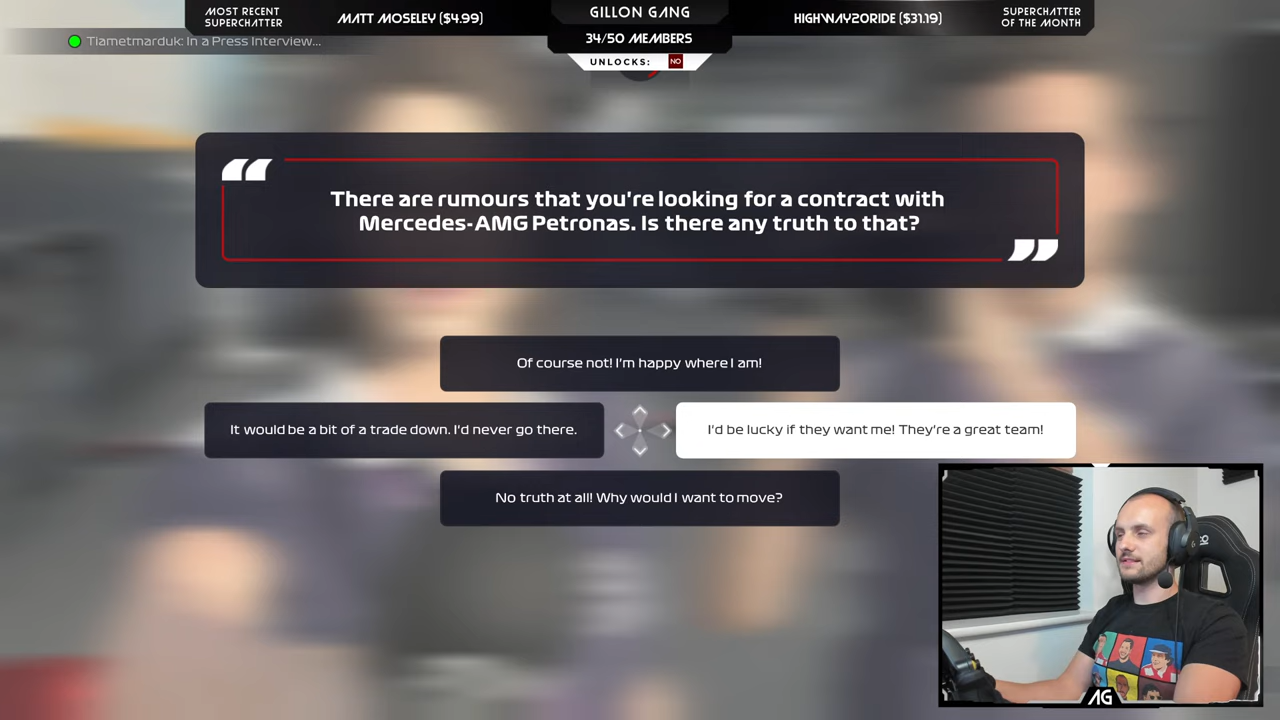 MOST RECENT
SUPERCHATTER
MATT MOSELEY ($4.99)
GILLON GANG
34/50 MEMBERS
UNLOCKS: NO
HIGHWAY2ORIDE ($31.19)
SUPERCHATTER
OF THE MONTH
Tiametmarduk: In a Press Interview...
There are rumours that you're looking for a contract with
Mercedes-AMG Petronas. Is there any truth to that?
Of course not! I'm happy where I am!
It would be a bit of a trade down. I'd never go there.
I'd be lucky if they want me! They're a great team!
No truth at all! Why would I want to move?
AG